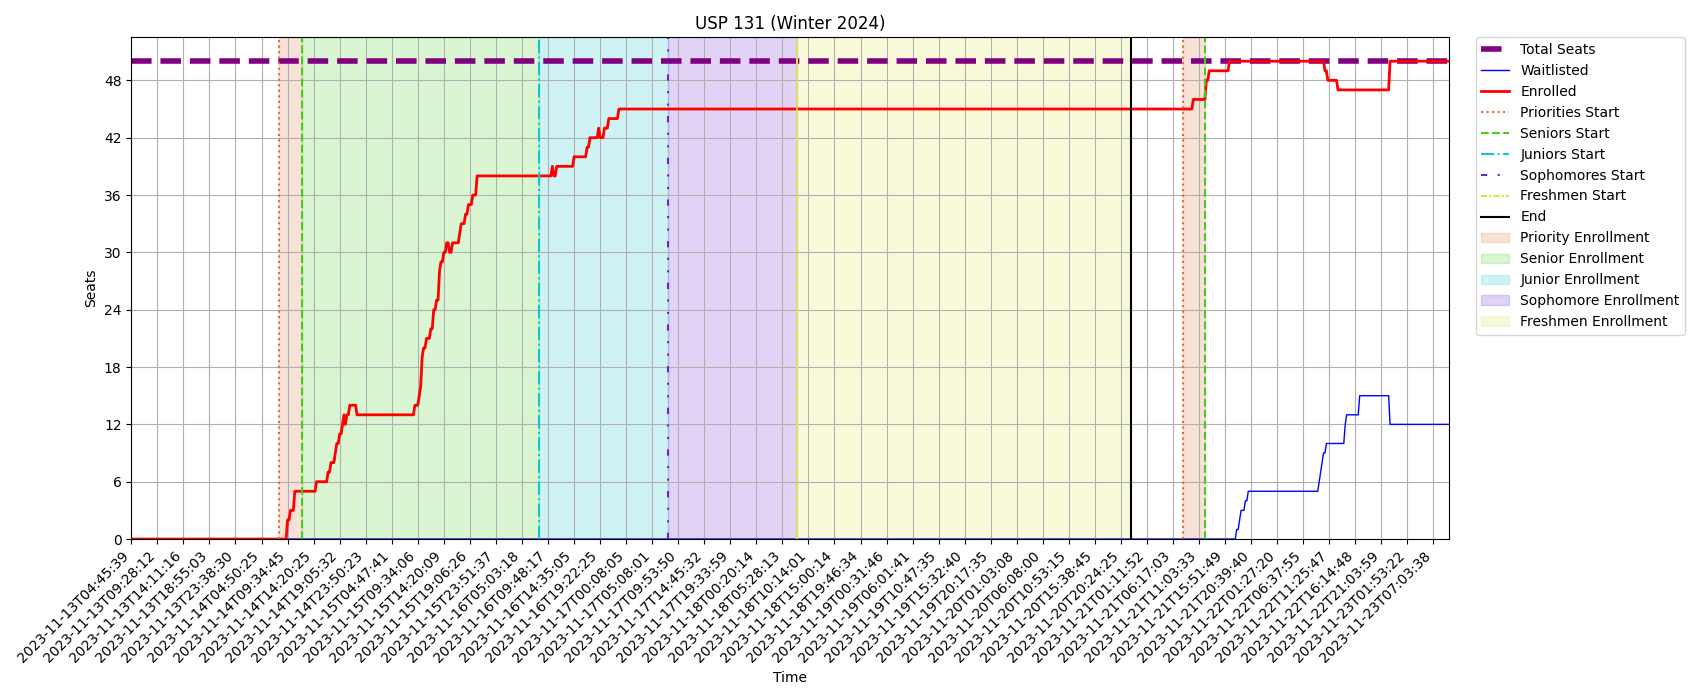 USP 131 (Winter 2024)
Seats
48
42
36
30
24
18
12
6
0
2023-11-13T04:45:39
2023-11-13T09:28:12
2023-11-13T14:11:16
2023-11-13T18:55:03
2023-11-13T23:38:30
2023-11-14T04:50:25
2023-11-14T09:34:45
2023-11-14T14:20:25
2023-11-14T19:05:32
2023-11-14T23:50:23
2023-11-15T04:47:41
2023-11-15T09:34:06
2023-11-15T14:20:09
2023-11-15T19:06:26
2023-11-15T23:51:37
2023-11-16T05:03:18
2023-11-16T09:48:17
2023-11-16T14:35:05
2023-11-16T19:22:25
2023-11-17T00:08:05
2023-11-17T05:08:01
2023-11-17T09:53:50
2023-11-17T14:45:32
2023-11-17T19:33:59
2023-11-18T00:20:14
2023-11-18T05:28:13
2023-11-18T10:14:01
2023-11-18T15:00:14
2023-11-18T19:46:34
2023-11-19T00:31:46
2023-11-19T06:01:41
2023-11-19T10:47:35
2023-11-19T15:32:40
2023-11-19T20:17:35
2023-11-20T01:03:08
2023-11-20T06:08:00
2023-11-20T10:53:15
2023-11-20T15:38:45
2023-11-20T20:24:25
2023-11-21T01:11:52
2023-11-21T06:17:03
2023-11-21T11:03:35
2023-11-21T15:51:49
2023-11-21T20:39:40
2023-11-22T01:27:20
2023-11-22T06:37:55
2023-11-22T11:25:47
2023-11-22T16:14:48
2023-11-22T21:03:59
2023-11-23T01:53:22
2023-11-23T07:03:38
Time
Total Seats
Waitlisted
Enrolled
Priorities Start
Seniors Start
Juniors Start
Sophomores Start
Freshmen Start
End
Priority Enrollment
Senior Enrollment
Junior Enrollment
Sophomore Enrollment
Freshmen Enrollment